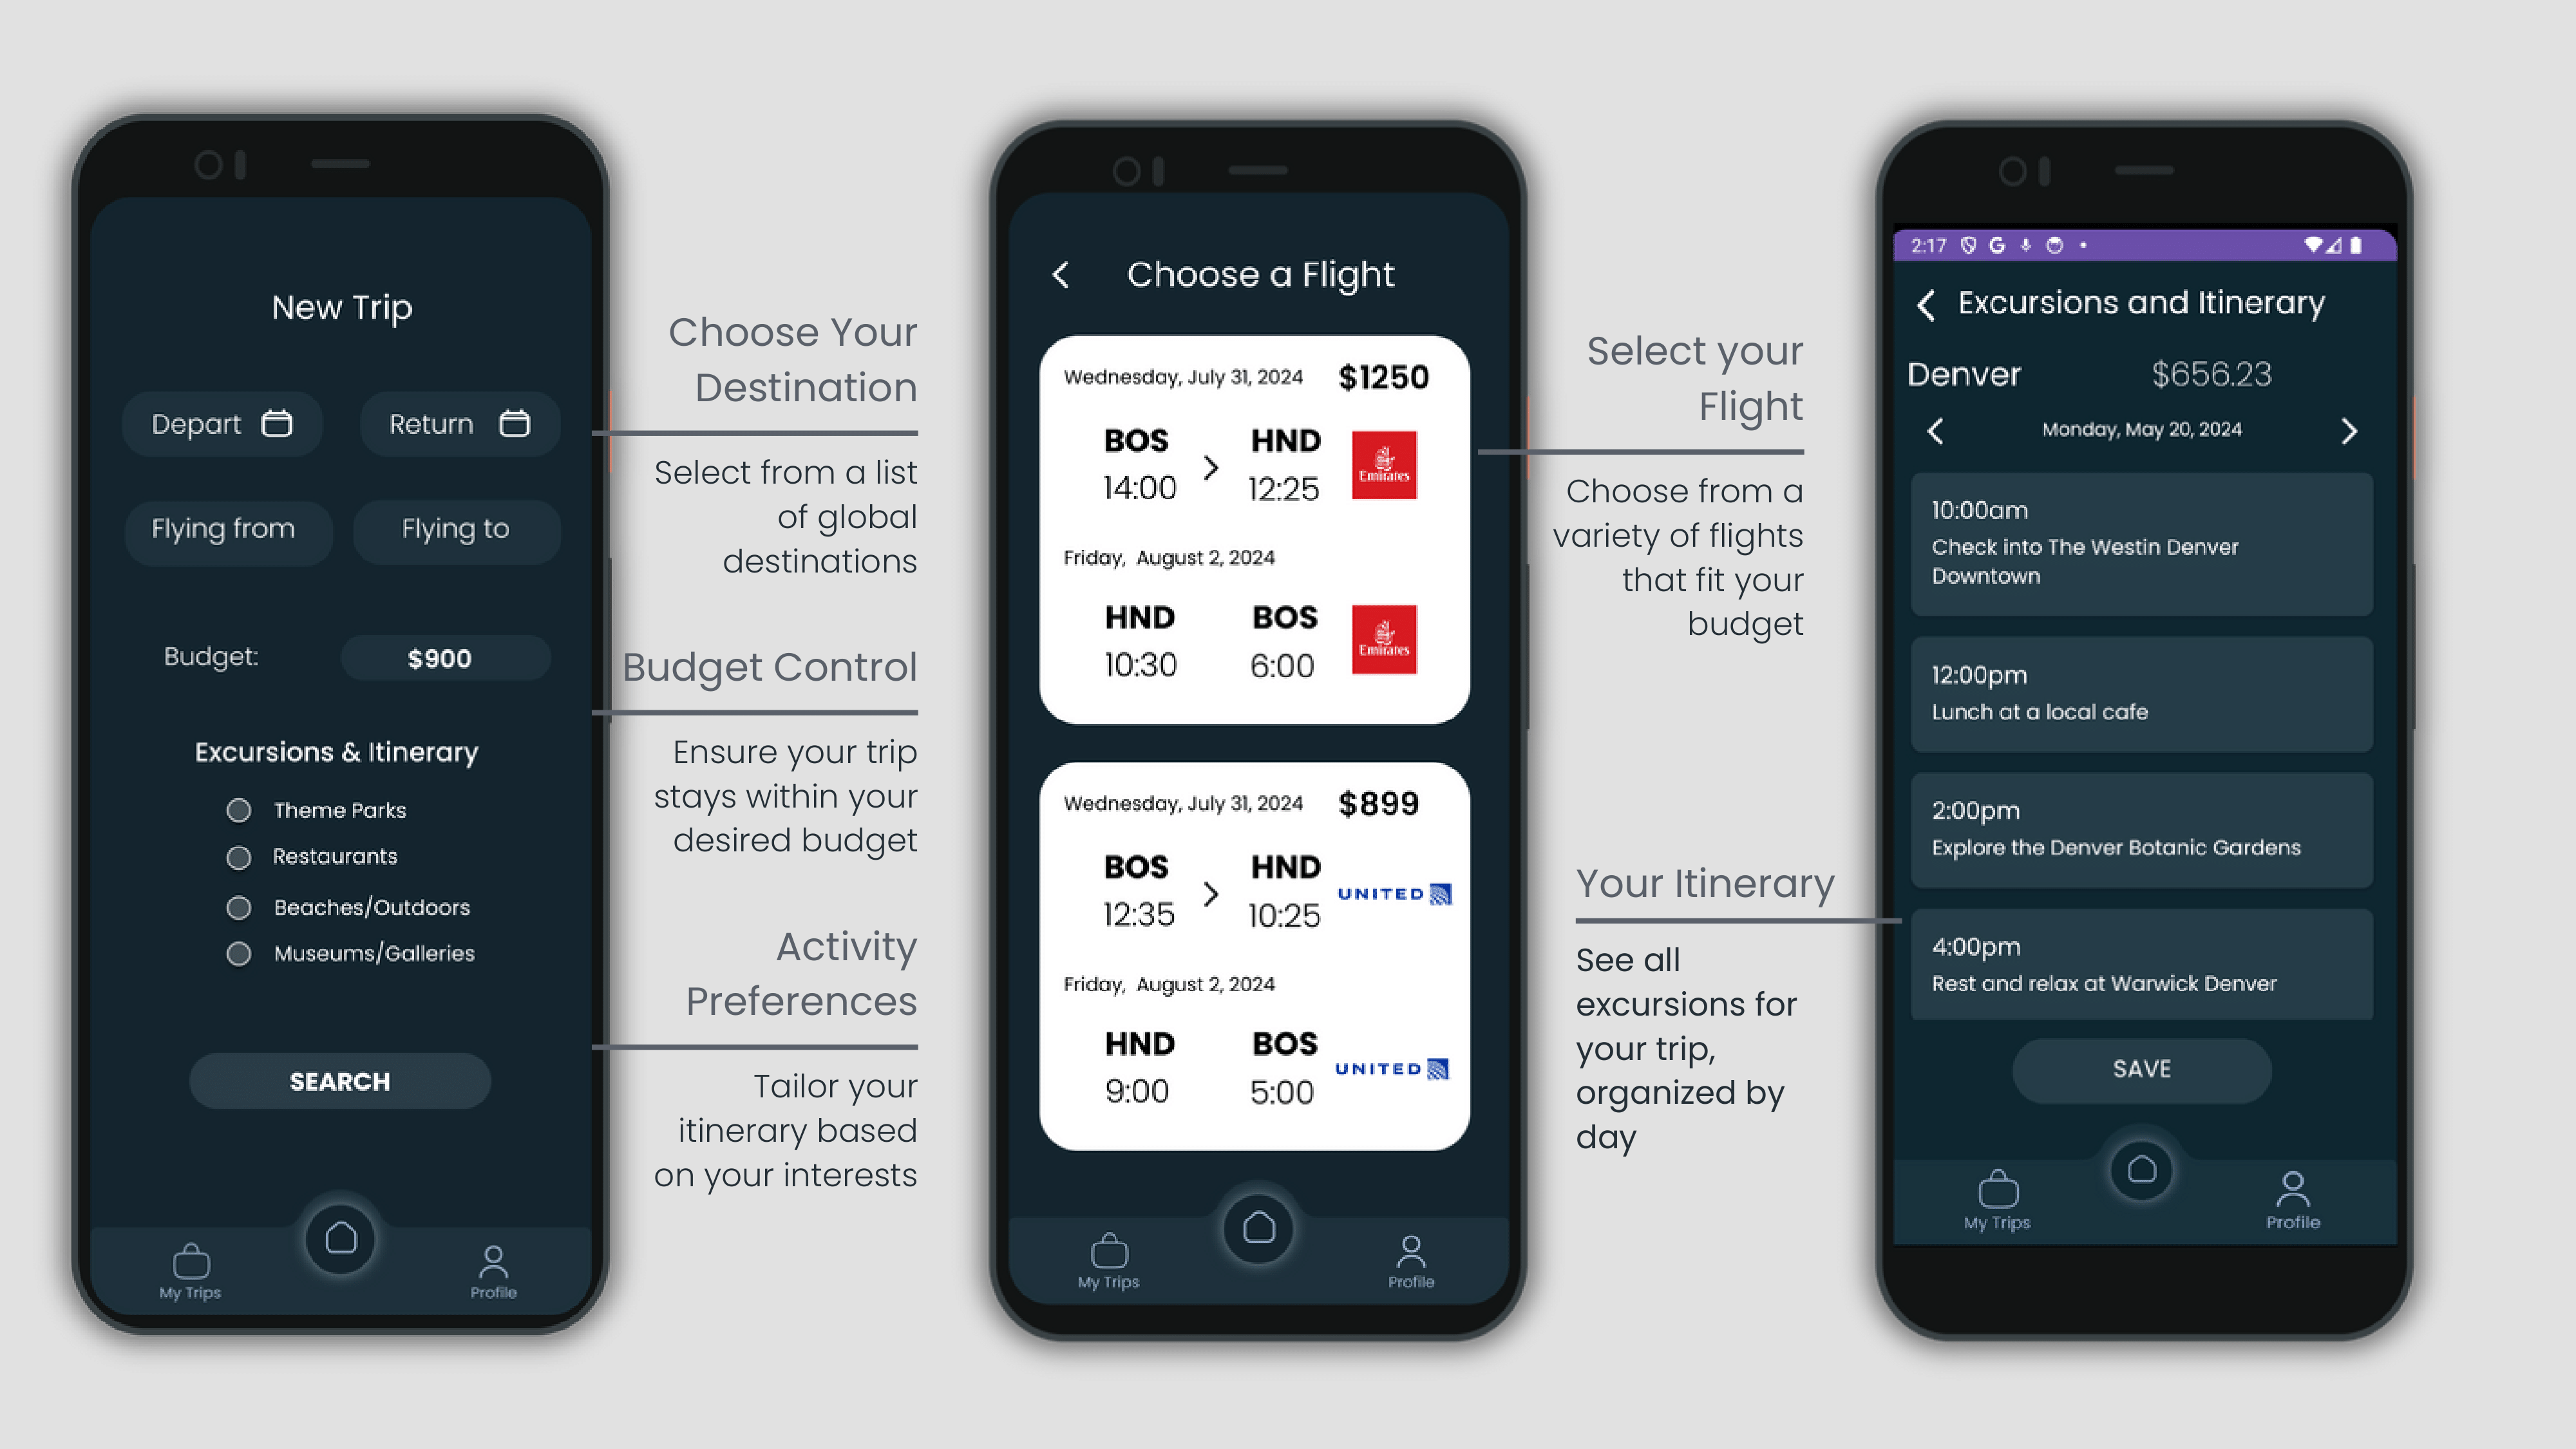 New Trip
Depart
Return
Flying from
Flying to
Budget:
$900
Excursions & Itinerary
Theme Parks
Restaurants
Beaches/Outdoors
Museums/Galleries
SEARCH
My Trips
Profile
Choose Your
Destination
Select from a list
of global
destinations
Budget Control
Ensure your trip
stays within your
desired budget
Activity
Preferences
Tailor your
itinerary based
on your interests
Choose a Flight
Wednesday, July 31, 2024 $1250
BOS > HND
14:00 12:25
Emirates
Friday, August 2, 2024
HND BOS
10:30 6:00
Emirates
Wednesday, July 31, 2024 $899
BOS > HND
12:35 10:25
UNITED
Friday, August 2, 2024
HND BOS
9:00 5:00
UNITED
My Trips
Profile
Select your
Flight
Choose from a
variety of flights
that fit your
budget
Your Itinerary
See all
excursions for
your trip,
organized by
day
2:17 G
Excursions and Itinerary
Denver $656.23
Monday, May 20, 2024
10:00am
Check into The Westin Denver
Downtown
12:00pm
Lunch at a local cafe
2:00pm
Explore the Denver Botanic Gardens
4:00pm
Rest and relax at Warwick Denver
SAVE
My Trips
Profile